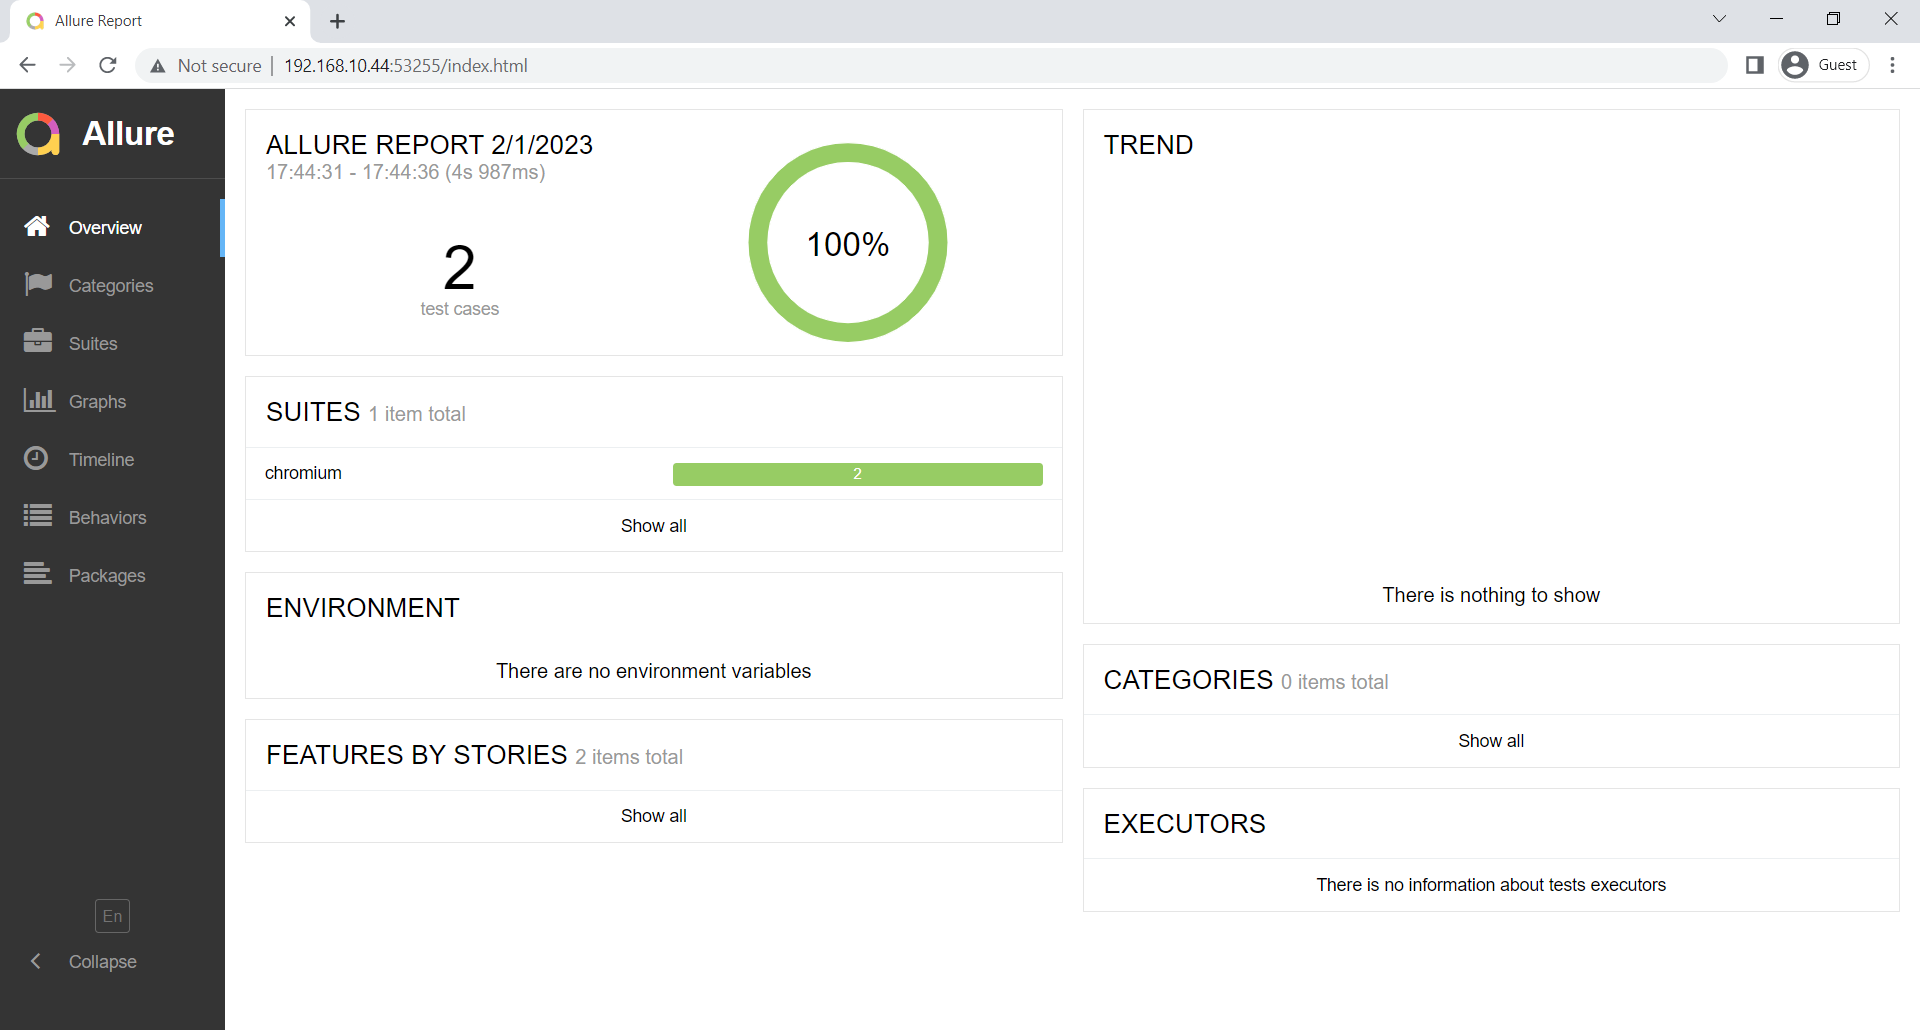 Allure Report
Not secure
192.168.10.44:53255/index.html
Guest
Allure
Overview
Categories
Suites
Graphs
Timeline
Behaviors
Packages
En
Collapse
ALLURE REPORT 2/1/2023
17:44:31 - 17:44:36 (4s 987ms)
2
test cases
100%
SUITES 1 item total
chromium
2
Show all
ENVIRONMENT
There are no environment variables
FEATURES BY STORIES 2 items total
Show all
TREND
There is nothing to show
CATEGORIES 0 items total
Show all
EXECUTORS
There is no information about tests executors